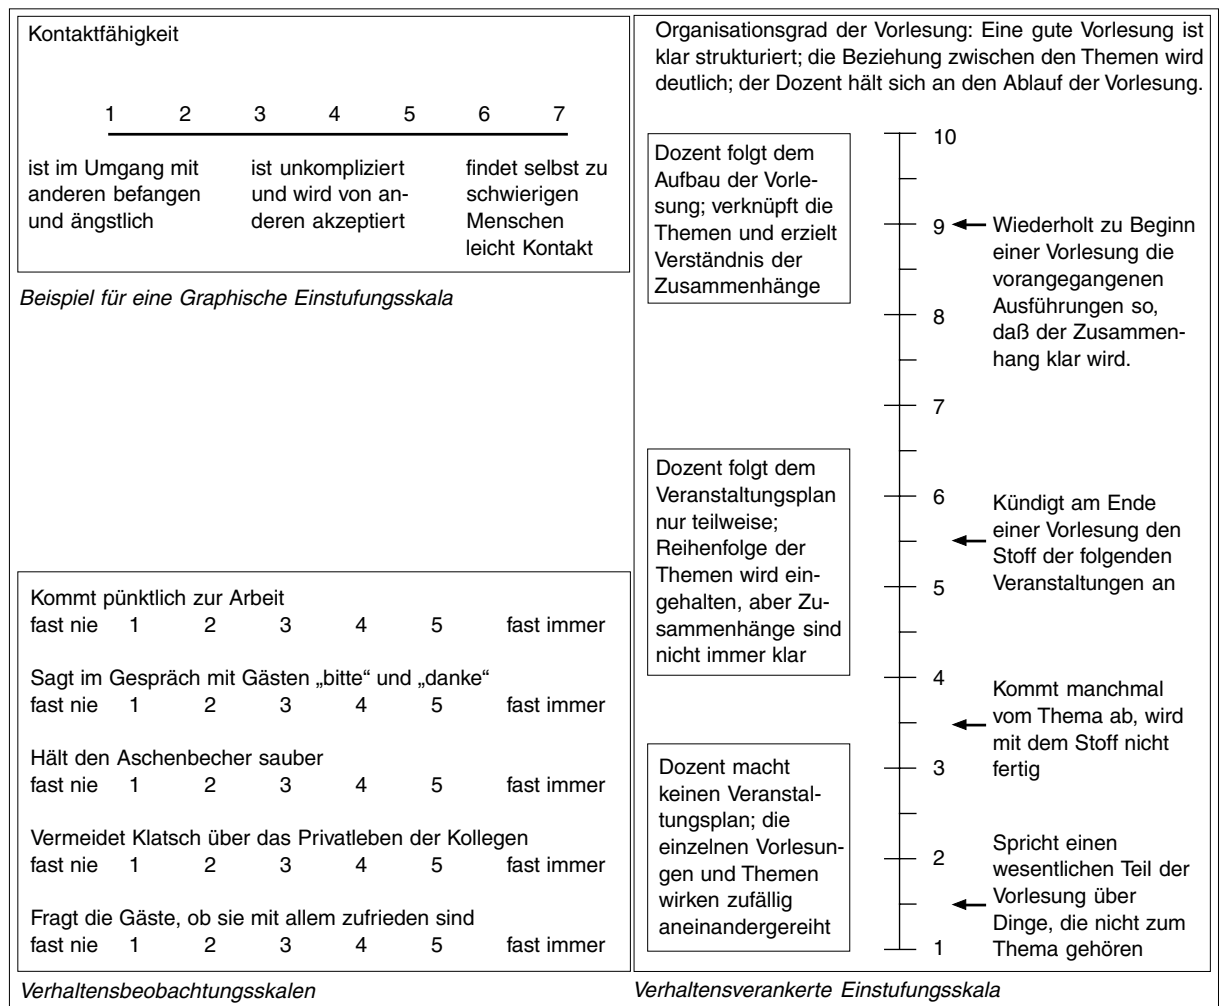 Kontaktfähigkeit
1 2 3 4 5 6 7
ist im Umgang mit
anderen befangen
und ängstlich
ist unkompliziert
und wird von an-
deren akzeptiert
findet selbst zu
schwierigen
Menschen
leicht Kontakt
Beispiel für eine Graphische Einstufungsskala
Kommt pünktlich zur Arbeit
fast nie 1 2 3 4 5 fast immer
Sagt im Gespräch mit Gästen „bitte“ und „danke“
fast nie 1 2 3 4 5 fast immer
Hält den Aschenbecher sauber
fast nie 1 2 3 4 5 fast immer
Vermeidet Klatsch über das Privatleben der Kollegen
fast nie 1 2 3 4 5 fast immer
Fragt die Gäste, ob sie mit allem zufrieden sind
fast nie 1 2 3 4 5 fast immer
Verhaltensbeobachtungsskalen
Organisationsgrad der Vorlesung: Eine gute Vorlesung ist
klar strukturiert; die Beziehung zwischen den Themen wird
deutlich; der Dozent hält sich an den Ablauf der Vorlesung.
Dozent folgt dem
Aufbau der Vorle-
sung; verknüpft die
Themen und erzielt
Verständnis der
Zusammenhänge
Dozent folgt dem
Veranstaltungsplan
nur teilweise;
Reihenfolge der
Themen wird ein-
gehalten, aber Zu-
sammenhänge sind
nicht immer klar
Dozent macht
keinen Veranstal-
tungsplan; die
einzelnen Vorlesun-
gen und Themen
wirken zufällig
aneinandergereiht
10
9
8
7
6
5
4
3
2
1
Wiederholt zu Beginn
einer Vorlesung die
vorangegangenen
Ausführungen so,
daß der Zusammen-
hang klar wird.
Kündigt am Ende
einer Vorlesung den
Stoff der folgenden
Veranstaltungen an
Kommt manchmal
vom Thema ab, wird
mit dem Stoff nicht
fertig
Spricht einen
wesentlichen Teil der
Vorlesung über
Dinge, die nicht zum
Thema gehören
Verhaltensverankerte Einstufungsskala